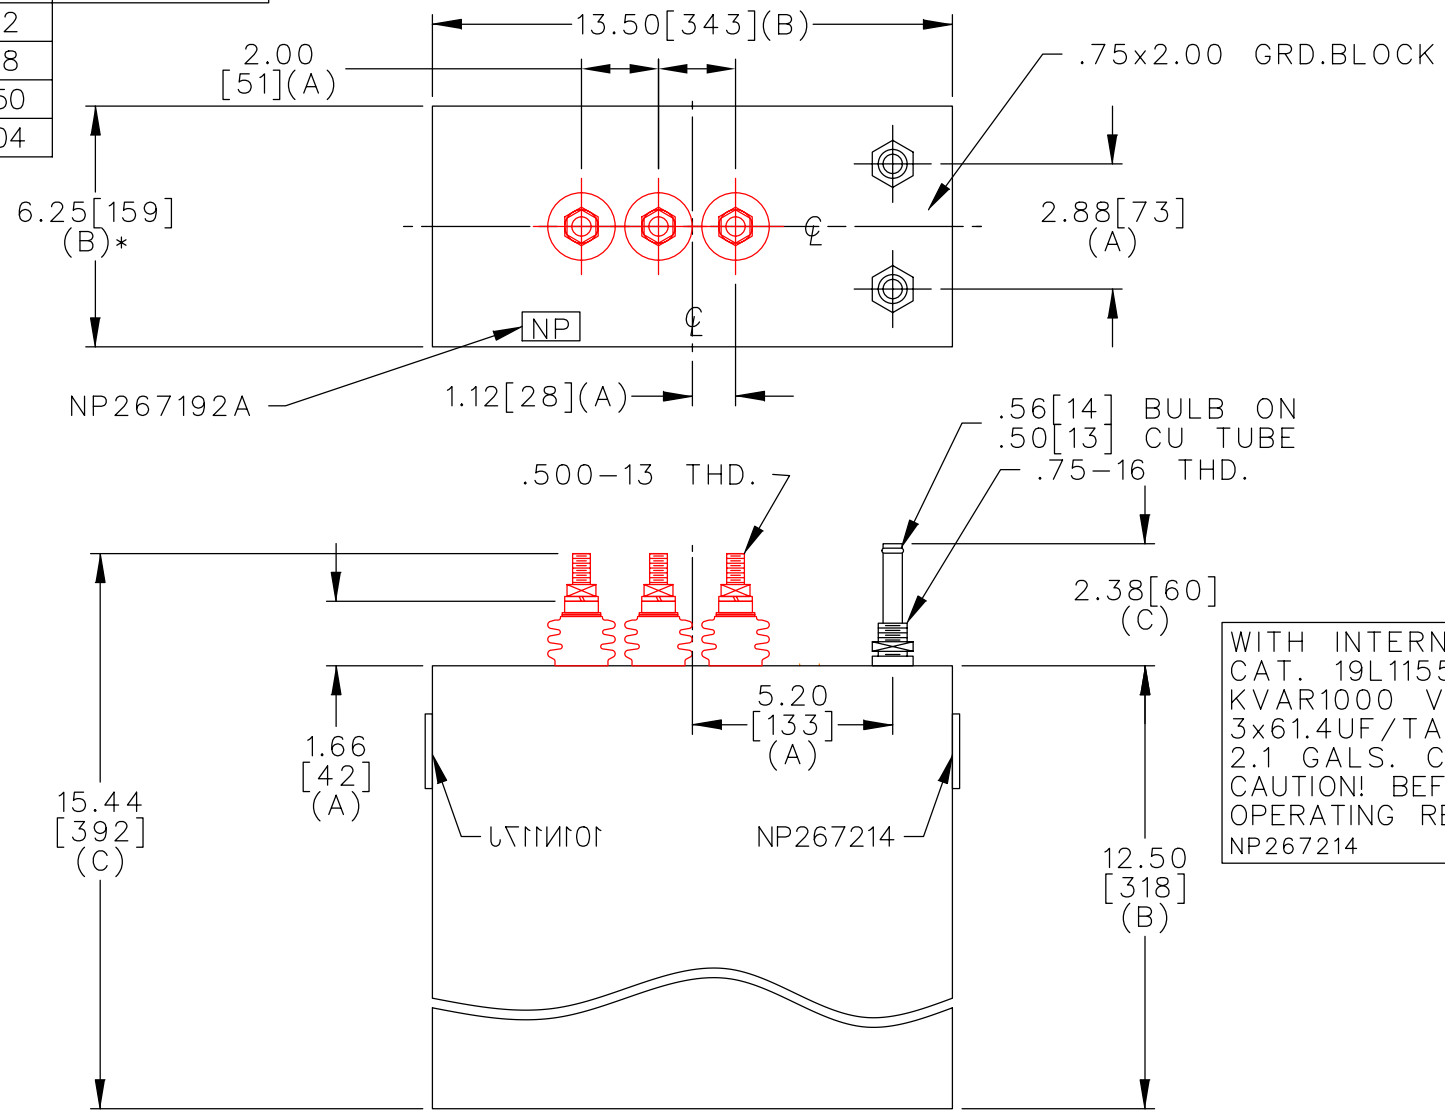 2
8
50
04
13.50[343](B)
2.00
[51](A)
.75x2.00 GRD.BLOCK
6.25[159]
(B)*
2.88[73]
(A)
℄
℄
NP
NP267192A
1.12[28](A)
.56[14] BULB ON
.50[13] CU TUBE
.75-16 THD.
.500-13 THD.
2.38[60]
(C)
WITH INTERN
CAT. 19L1155
KVAR1000 V
3x61.4UF/TA
2.1 GALS. C
CAUTION! BEF
OPERATING RE
NP267214
5.20
[133]
(A)
1.66
[42]
(A)
15.44
[392]
(C)
101N117J
NP267214
12.50
[318]
(B)